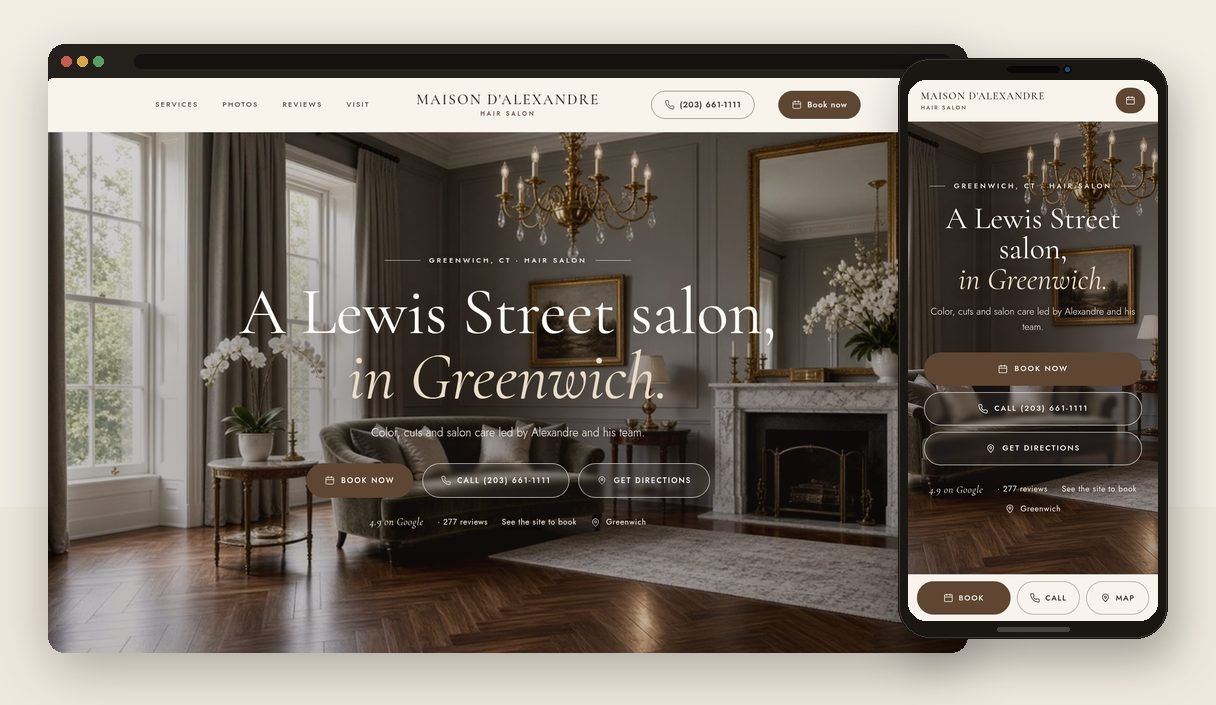 SERVICES PHOTOS REVIEWS VISIT
MAISON D'ALEXANDRE
HAIR SALON
(203) 661-1111
Book now
GREENWICH, CT · HAIR SALON
A Lewis Street salon,
in Greenwich.
Color, cuts and salon care led by Alexandre and his team.
BOOK NOW
CALL (203) 661-1111
GET DIRECTIONS
4.9 on Google · 277 reviews See the site to book Greenwich
MAISON D'ALEXANDRE
HAIR SALON
GREENWICH, CT · HAIR SALON
A Lewis Street
salon,
in Greenwich.
Color, cuts and salon care led by Alexandre and his
team.
BOOK NOW
CALL (203) 661-1111
GET DIRECTIONS
4.9 on Google · 277 reviews See the site to book
Greenwich
BOOK CALL MAP